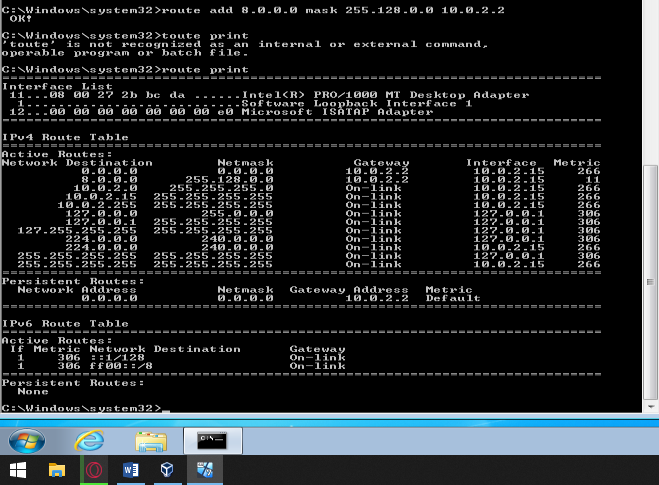 C:\Windows\system32>route add 8.0.0.0 mask 255.128.0.0 10.0.2.2
 OK!
C:\Windows\system32>toute print
'toute' is not recognized as an internal or external command,
operable program or batch file.
C:\Windows\system32>route print
===========================================================================
Interface List
 11...08 00 27 2b bc da ......Intel(R) PRO/1000 MT Desktop Adapter
  1...........................Software Loopback Interface 1
 12...00 00 00 00 00 00 00 e0 Microsoft ISATAP Adapter
===========================================================================
IPv4 Route Table
===========================================================================
Active Routes:
Network Destination        Netmask          Gateway       Interface  Metric
          0.0.0.0          0.0.0.0         10.0.2.2        10.0.2.15    266
          8.0.0.0      255.128.0.0         10.0.2.2        10.0.2.15     11
         10.0.2.0    255.255.255.0         On-link         10.0.2.15    266
        10.0.2.15  255.255.255.255         On-link         10.0.2.15    266
       10.0.2.255  255.255.255.255         On-link         10.0.2.15    266
        127.0.0.0        255.0.0.0         On-link         127.0.0.1    306
        127.0.0.1  255.255.255.255         On-link         127.0.0.1    306
  127.255.255.255  255.255.255.255         On-link         127.0.0.1    306
        224.0.0.0        240.0.0.0         On-link         127.0.0.1    306
        224.0.0.0        240.0.0.0         On-link         10.0.2.15    266
  255.255.255.255  255.255.255.255         On-link         127.0.0.1    306
  255.255.255.255  255.255.255.255         On-link         10.0.2.15    266
===========================================================================
Persistent Routes:
  Network Address          Netmask  Gateway Address  Metric
          0.0.0.0          0.0.0.0         10.0.2.2  Default
===========================================================================
IPv6 Route Table
===========================================================================
Active Routes:
 If Metric Network Destination      Gateway
  1    306 ::1/128                  On-link
  1    306 ff00::/8                 On-link
===========================================================================
Persistent Routes:
  None
C:\Windows\system32>_